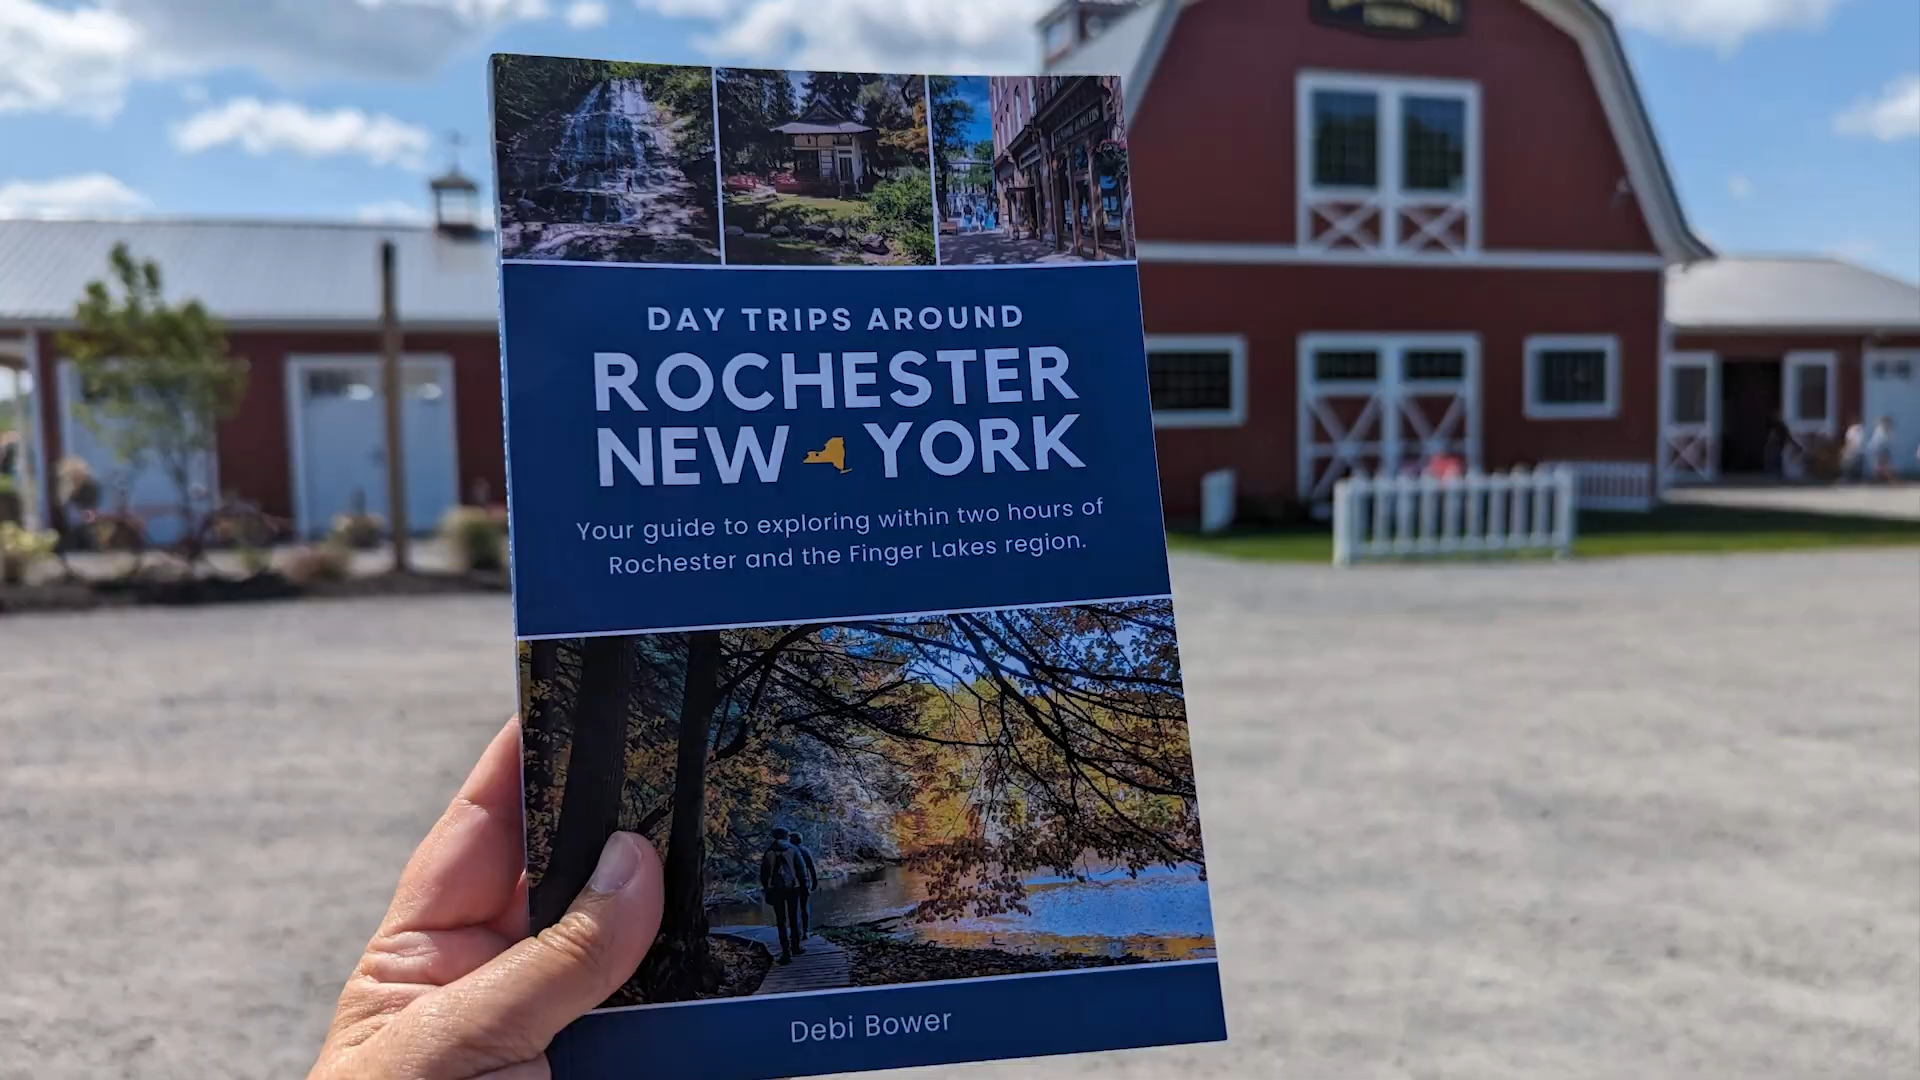 DAY TRIPS AROUND
ROCHESTER
NEW YORK
Your guide to exploring within two hours of
Rochester and the Finger Lakes region.
Debi Bower